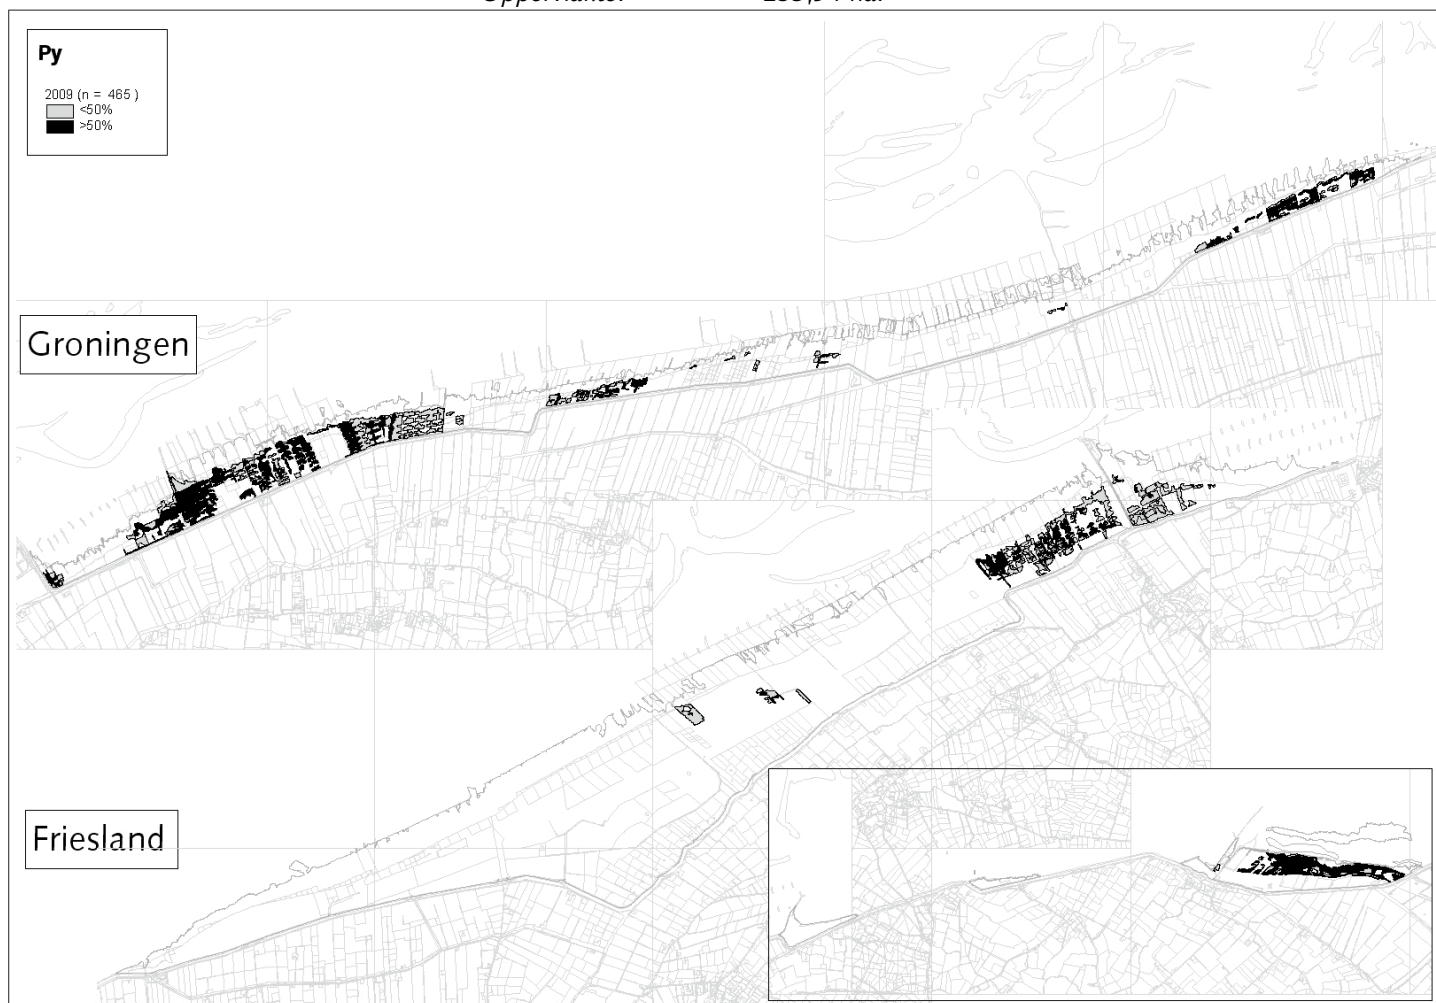 Py
2009 (n = 465 )
<50%
>50%
Groningen
Friesland